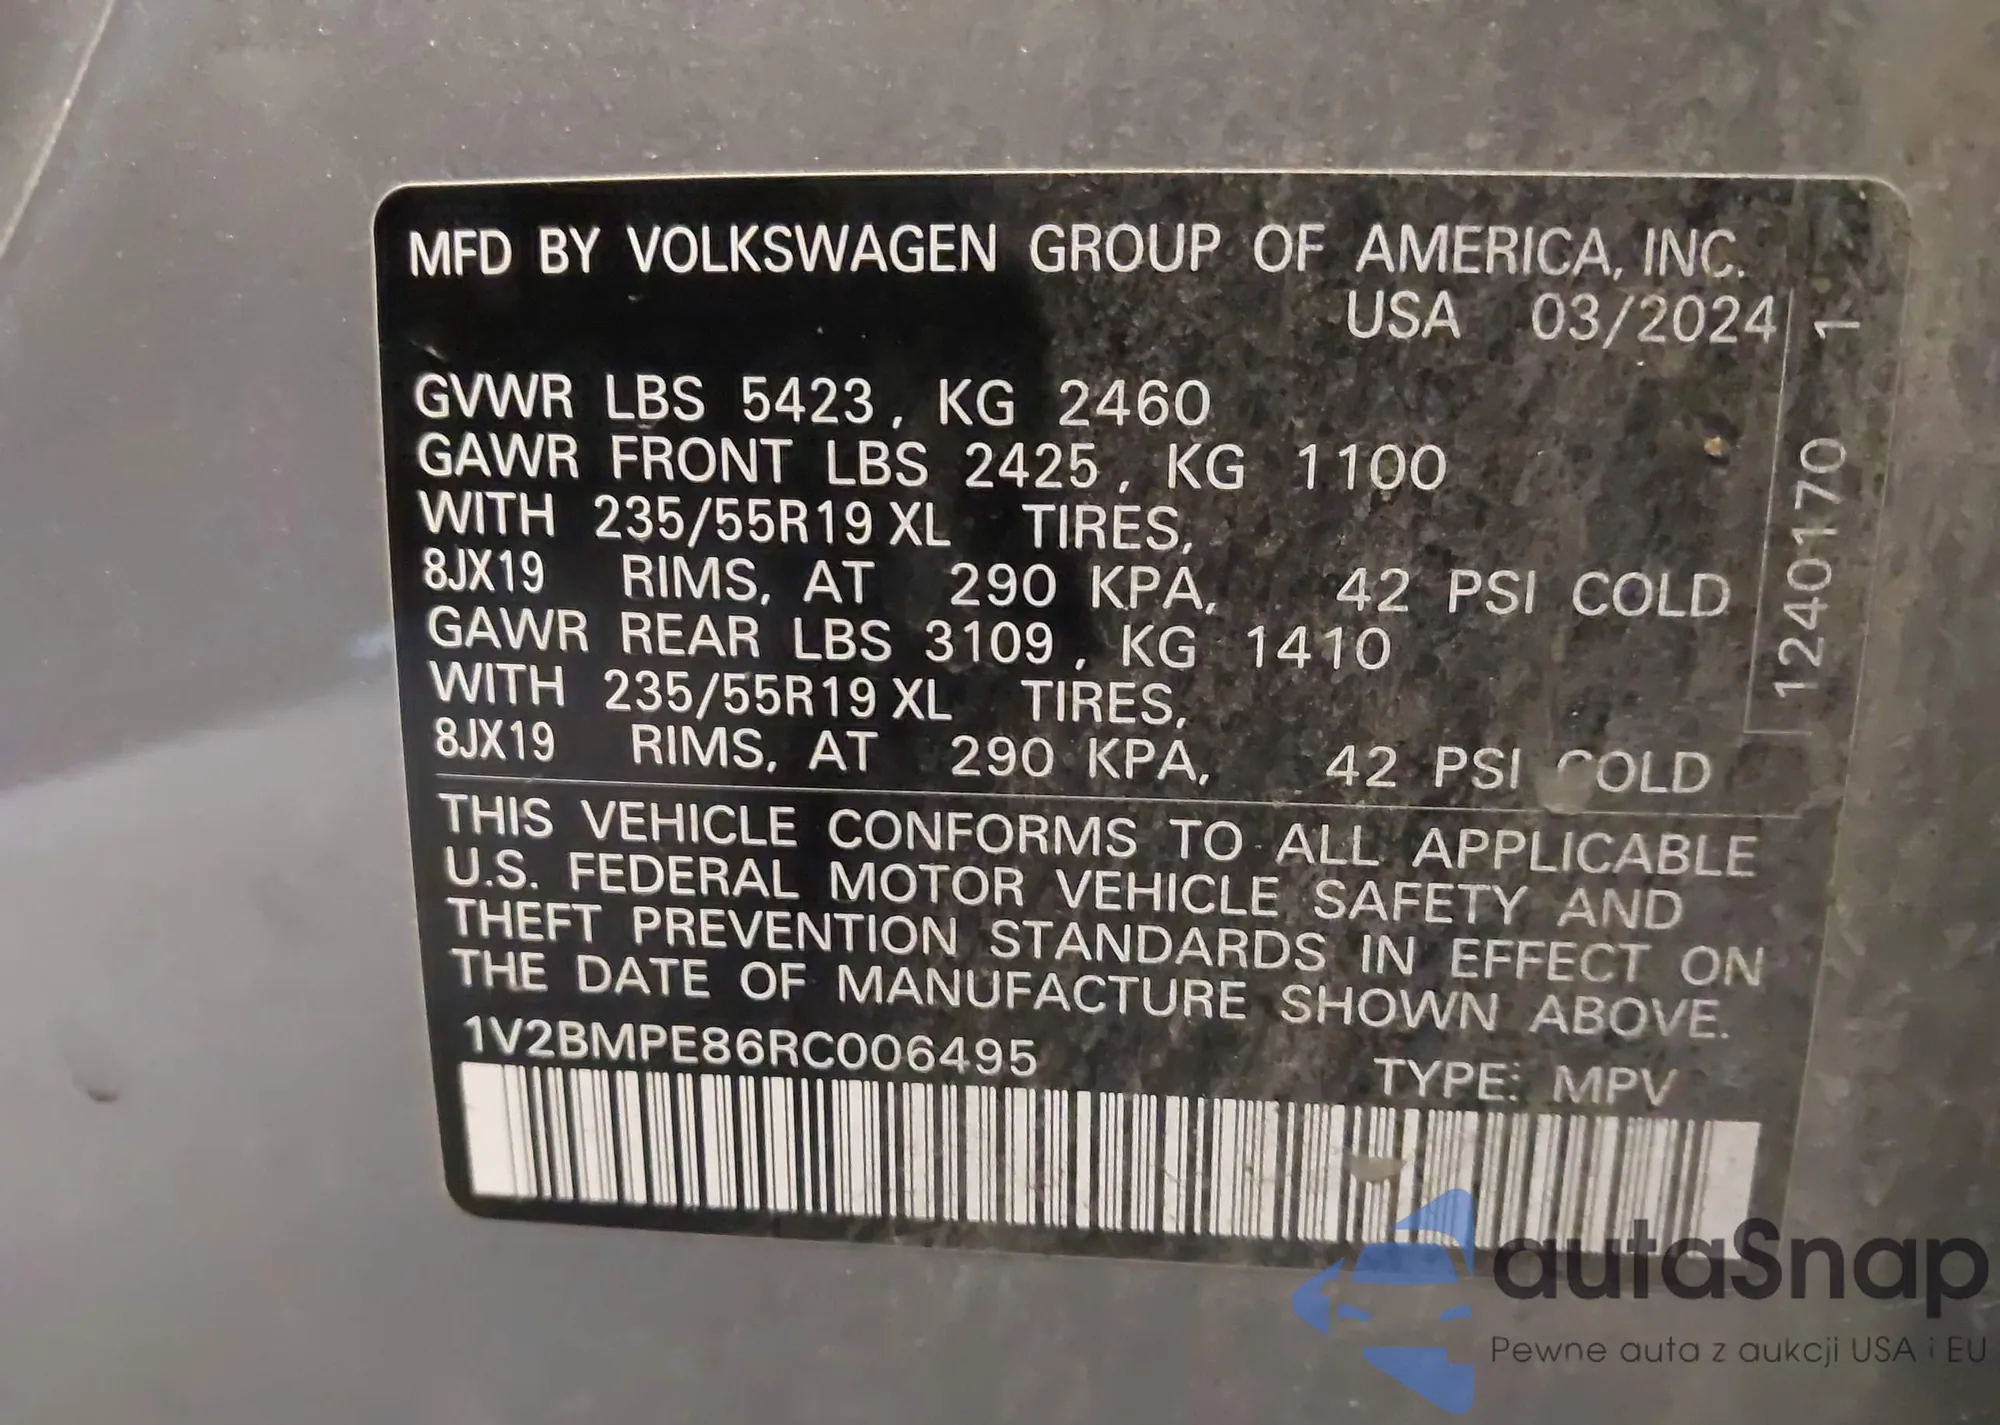 MFD BY VOLKSWAGEN GROUP OF AMERICA, INC.
USA 03/2024
GVWR LBS 5423, KG 2460
GAWR FRONT LBS 2425, KG 1100
WITH 235/55R19 XL TIRES,
8JX19 RIMS, AT 290 KPA, 42 PSI COLD
GAWR REAR LBS 3109, KG 1410
WITH 235/55R19 XL TIRES,
8JX19 RIMS, AT 290 KPA, 42 PSI COLD
THIS VEHICLE CONFORMS TO ALL APPLICABLE
U.S. FEDERAL MOTOR VEHICLE SAFETY AND
THEFT PREVENTION STANDARDS IN EFFECT ON
THE DATE OF MANUFACTURE SHOWN ABOVE.
1V2BMPE86RC006495
TYPE: MPV
1240170 1
autaSnap
Pewne auta z aukcji USA i EU